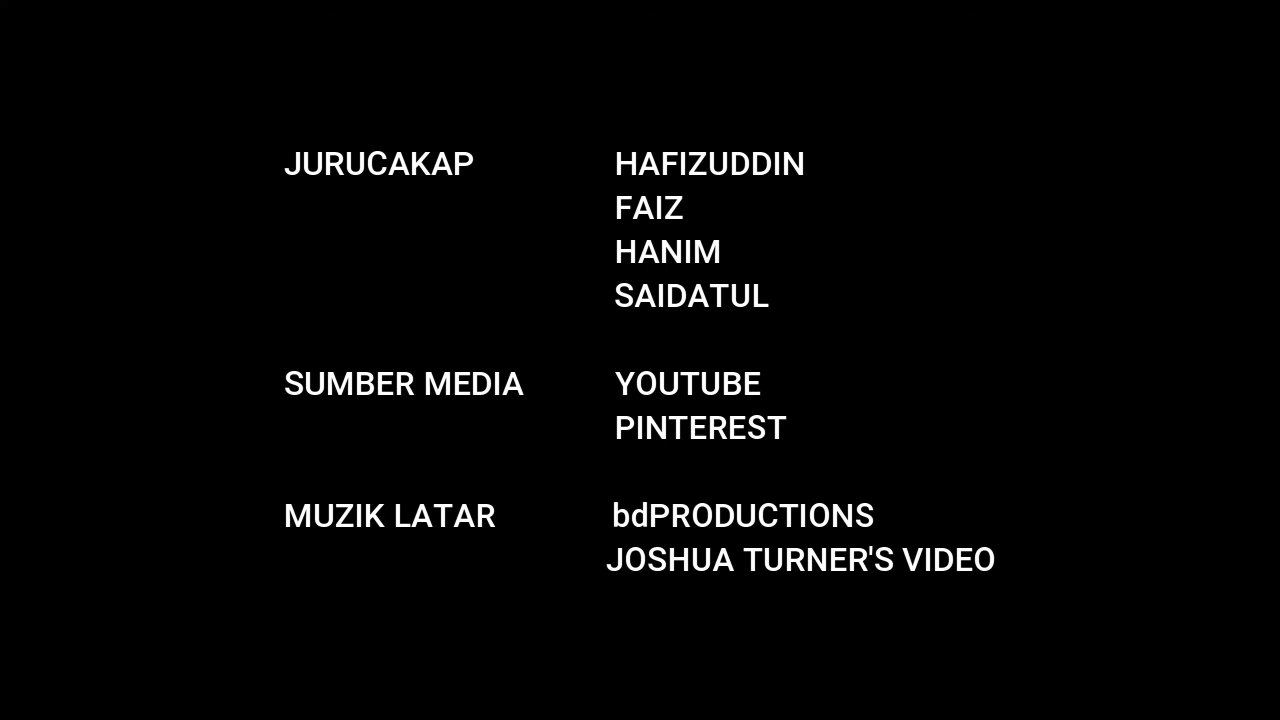 JURUCAKAP HAFIZUDDIN
FAIZ
HANIM
SAIDATUL
SUMBER MEDIA YOUTUBE
PINTEREST
MUZIK LATAR bdPRODUCTIONS
JOSHUA TURNER'S VIDEO